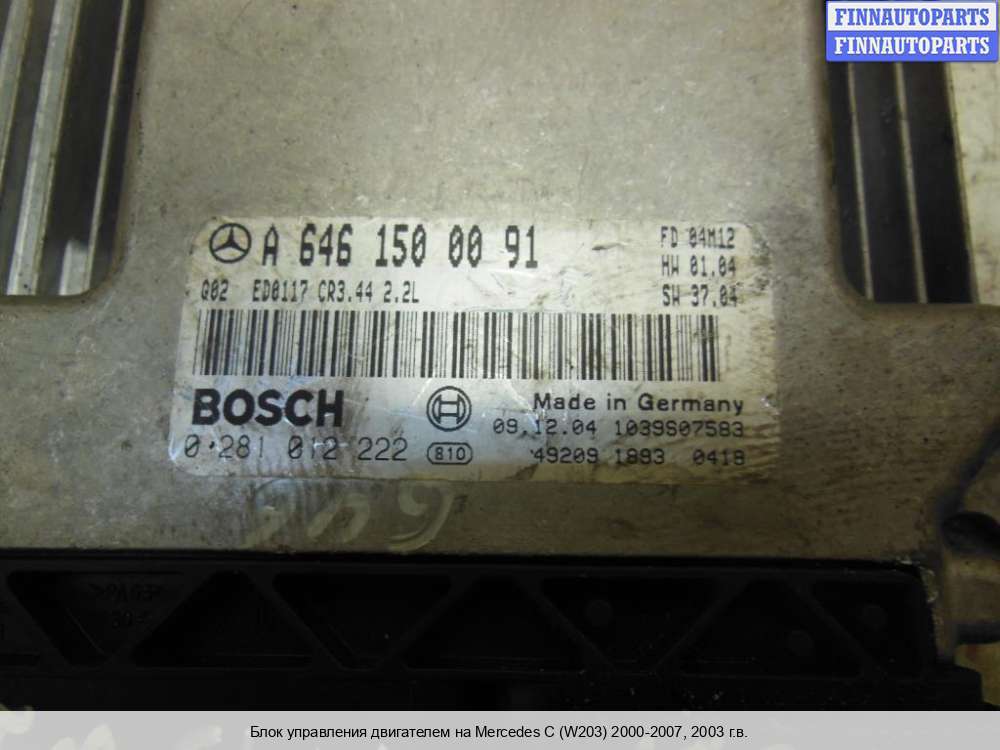 FINNAUTOPARTS
FINNAUTOPARTS
A 646 150 00 91
FD 04M12
HW 01.04
Q02 ED0117 CR3.44 2.2L
SW 37.04
BOSCH
Made in Germany
09.12.04 1039S07583
0 281 012 222
810
49209 1893 0418
>PA
Блок управления двигателем на Mercedes C (W203) 2000-2007, 2003 г.в.